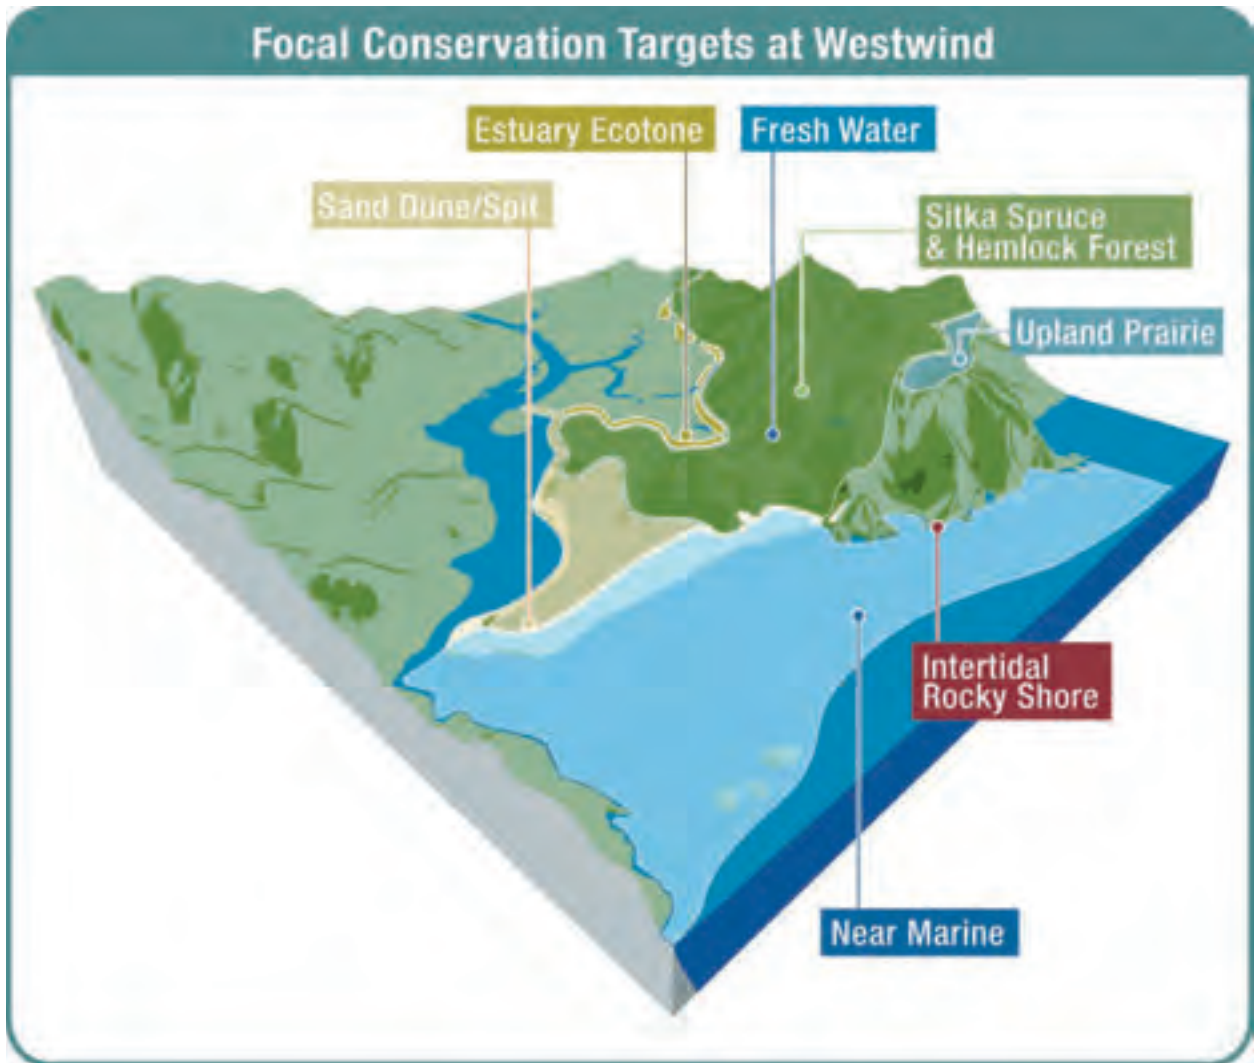 Focal Conservation Targets at Westwind
Estuary Ecotone
Fresh Water
Sand Dune/Spit
Sitka Spruce
& Hemlock Forest
Upland Prairie
Intertidal
Rocky Shore
Near Marine